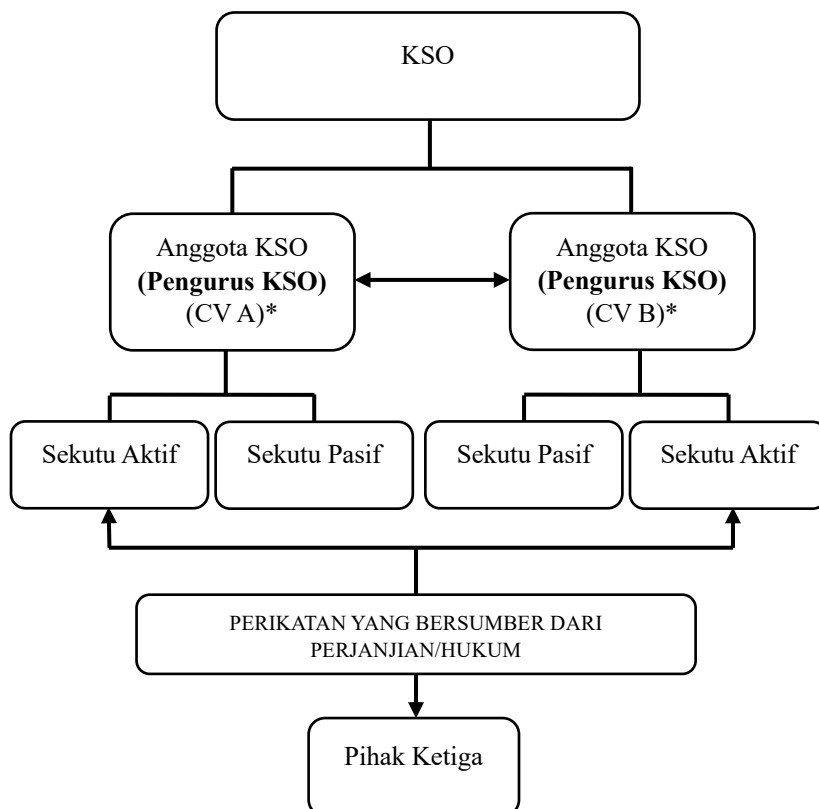 KSO
Anggota KSO
(Pengurus KSO)
(CV A)*
Anggota KSO
(Pengurus KSO)
(CV B)*
Sekutu Aktif
Sekutu Pasif
Sekutu Pasif
Sekutu Aktif
PERIKATAN YANG BERSUMBER DARI
PERJANJIAN/HUKUM
Pihak Ketiga